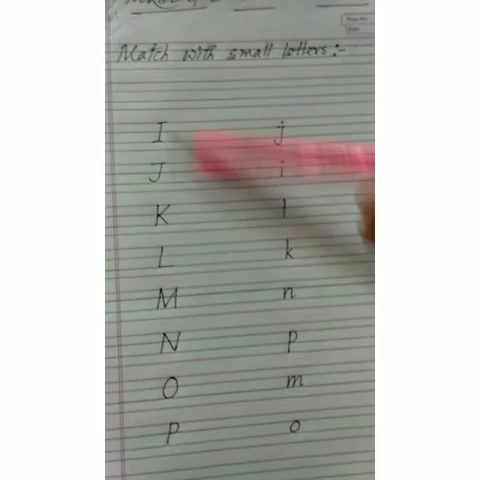 Match with small letters:-
I j
J i
K l
L k
M n
N p
O m
P o